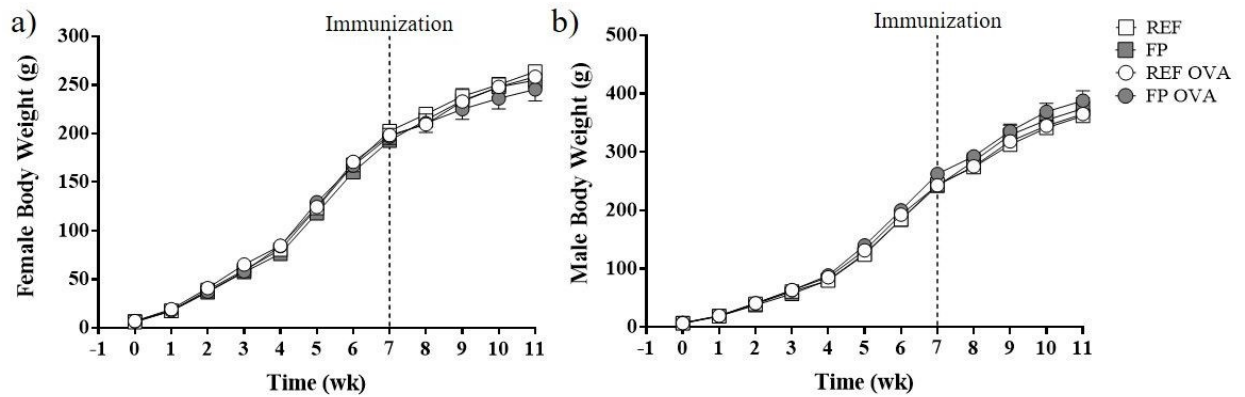 a)
Immunization
Female Body Weight (g)
300
250
200
150
100
50
0
-1 0 1 2 3 4 5 6 7 8 9 10 11
Time (wk)
b)
Immunization
Male Body Weight (g)
500
400
300
200
100
0
-1 0 1 2 3 4 5 6 7 8 9 10 11
Time (wk)
REF
FP
REF OVA
FP OVA